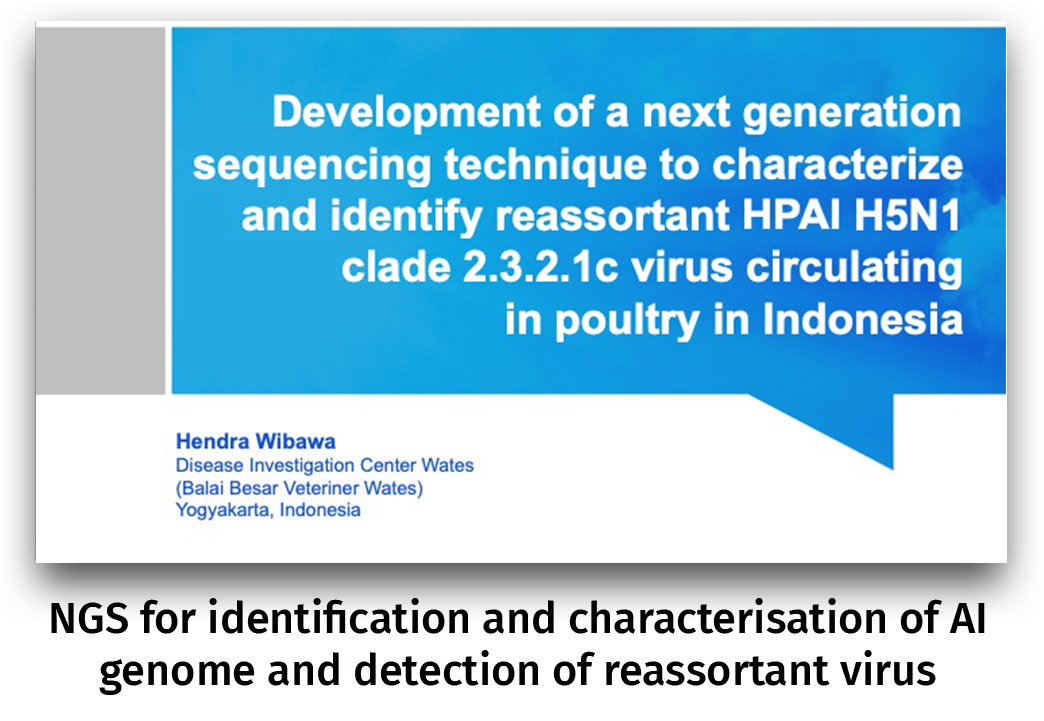 Development of a next generation
sequencing technique to characterize
and identify reassortant HPAI H5N1
clade 2.3.2.1c virus circulating
in poultry in Indonesia
Hendra Wibawa
Disease Investigation Center Wates
(Balai Besar Veteriner Wates)
Yogyakarta, Indonesia
NGS for identification and characterisation of AI
genome and detection of reassortant virus